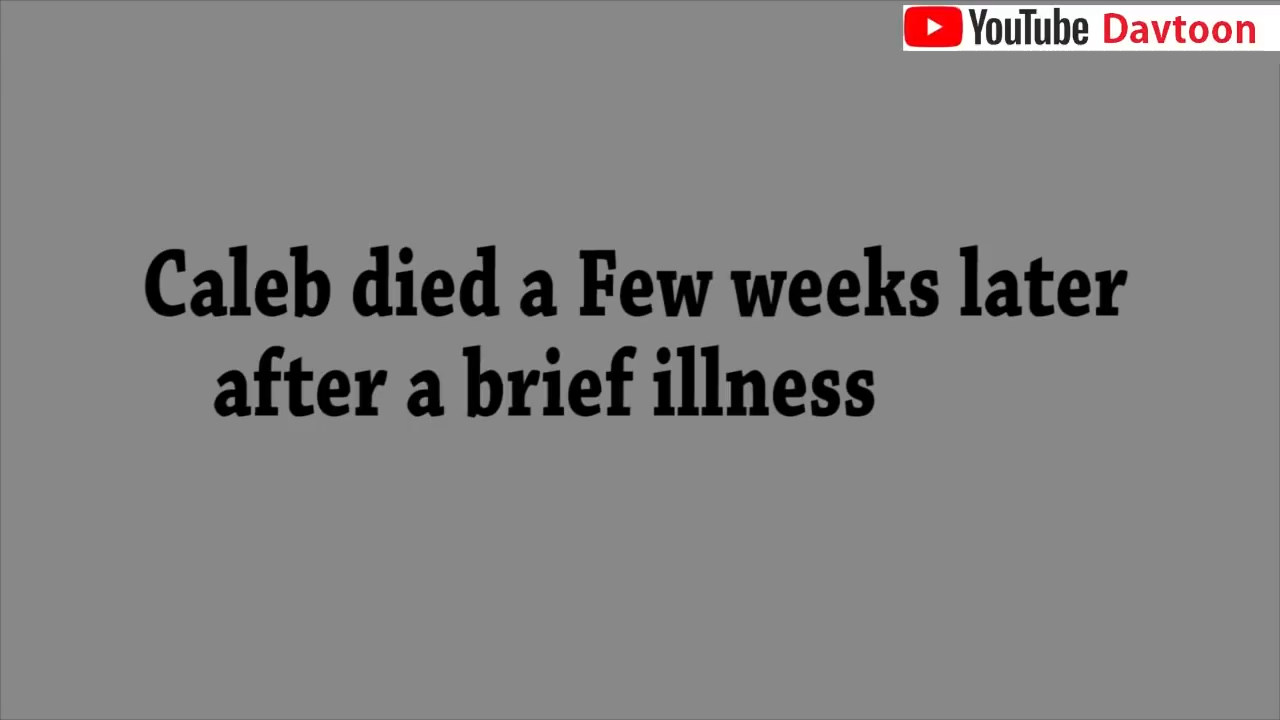 YouTube Davtoon
Caleb died a Few weeks later
after a brief illness